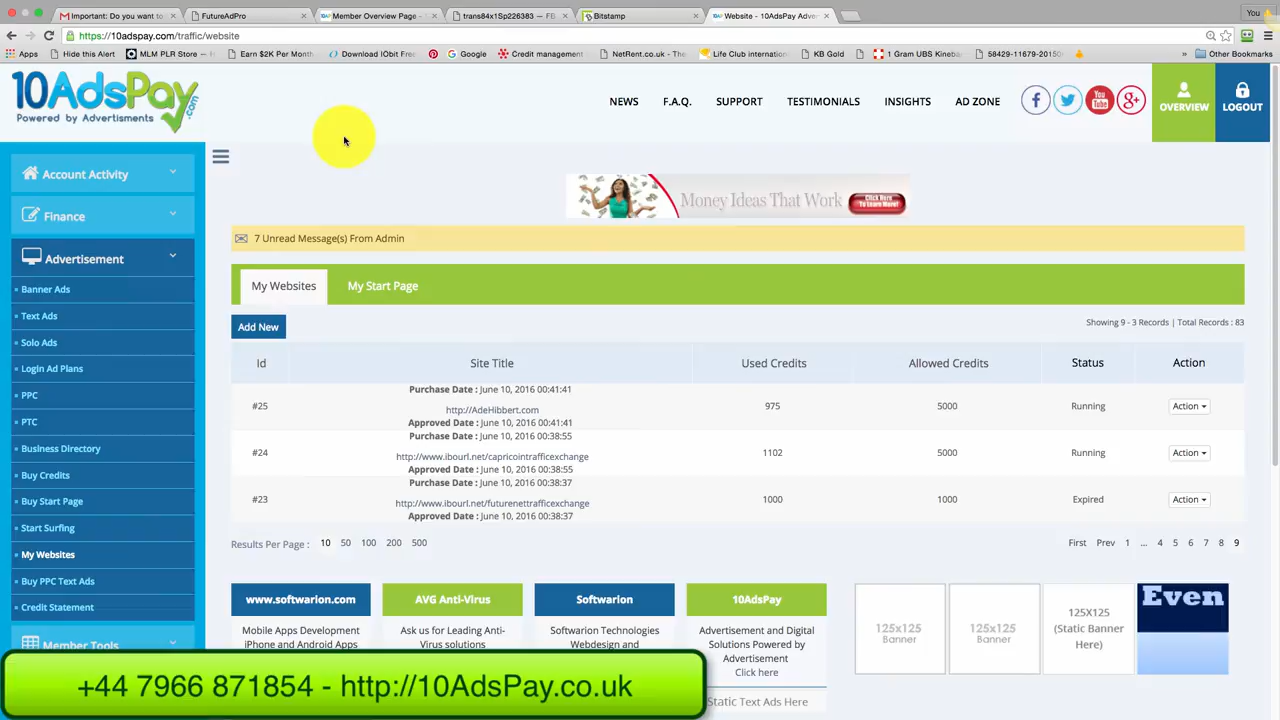 Important: Do you want to
FutureAdPro
Member Overview Page -
trans84x1Sp226383 — FB
Bitstamp
Website - 10AdsPay Adver
You
https://10adspay.com/traffic/website
Apps
Hide this Alert
MLM PLR Store -
Earn $2K Per Month
Download IObit Free
Google
Credit management
NetRent.co.uk - The
Life Club internation
KB Gold
1 Gram UBS Kineba
58429-11679-20150
»
Other Bookmarks
10AdsPay.com
Powered by Advertisments
NEWS
F.A.Q.
SUPPORT
TESTIMONIALS
INSIGHTS
AD ZONE
You Tube
OVERVIEW
LOGOUT
Account Activity
Finance
Advertisement
Banner Ads
Text Ads
Solo Ads
Login Ad Plans
PPC
PTC
Business Directory
Buy Credits
Buy Start Page
Start Surfing
My Websites
Buy PPC Text Ads
Credit Statement
Member Tools
Money Ideas That Work
Click Here To Learn More!
7 Unread Message(s) From Admin
My Websites
My Start Page
Add New
Showing 9 - 3 Records | Total Records : 83
Id
Site Title
Used Credits
Allowed Credits
Status
Action
Purchase Date : June 10, 2016 00:41:41
#25
http://AdeHibbert.com
975
5000
Running
Action
Approved Date : June 10, 2016 00:41:41
Purchase Date : June 10, 2016 00:38:55
#24
http://www.ibourl.net/capricointrafficexchange
1102
5000
Running
Action
Approved Date : June 10, 2016 00:38:55
Purchase Date : June 10, 2016 00:38:37
#23
http://www.ibourl.net/futurenettrafficexchange
1000
1000
Expired
Action
Approved Date : June 10, 2016 00:38:37
Results Per Page : 10 50 100 200 500
First Prev 1 ... 4 5 6 7 8 9
www.softwarion.com
Mobile Apps Development
iPhone and Android Apps
AVG Anti-Virus
Ask us for Leading Anti-
Virus solutions
Softwarion
Softwarion Technologies
Webdesign and
10AdsPay
Advertisement and Digital
Solutions Powered by
Advertisement
Click here
Static Text Ads Here
125x125
Banner
125x125
Banner
125X125
(Static Banner
Here)
Even
+44 7966 871854 - http://10AdsPay.co.uk